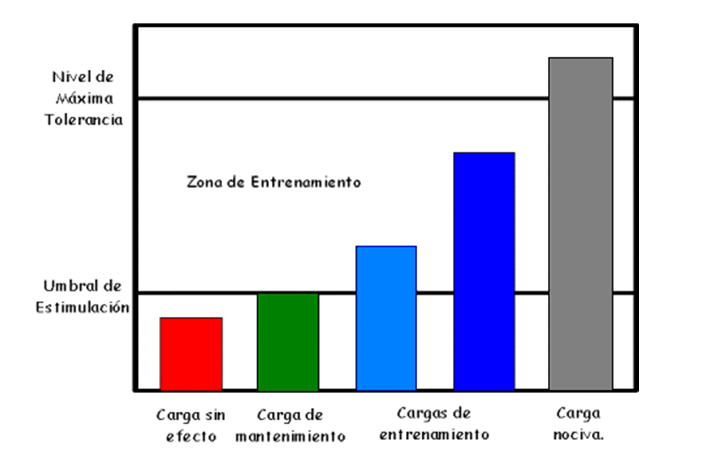 Nivel de
Máxima
Tolerancia
Zona de Entrenamiento
Umbral de
Estimulación
Carga sin
efecto
Carga de
mantenimiento
Cargas de
entrenamiento
Carga
nociva.